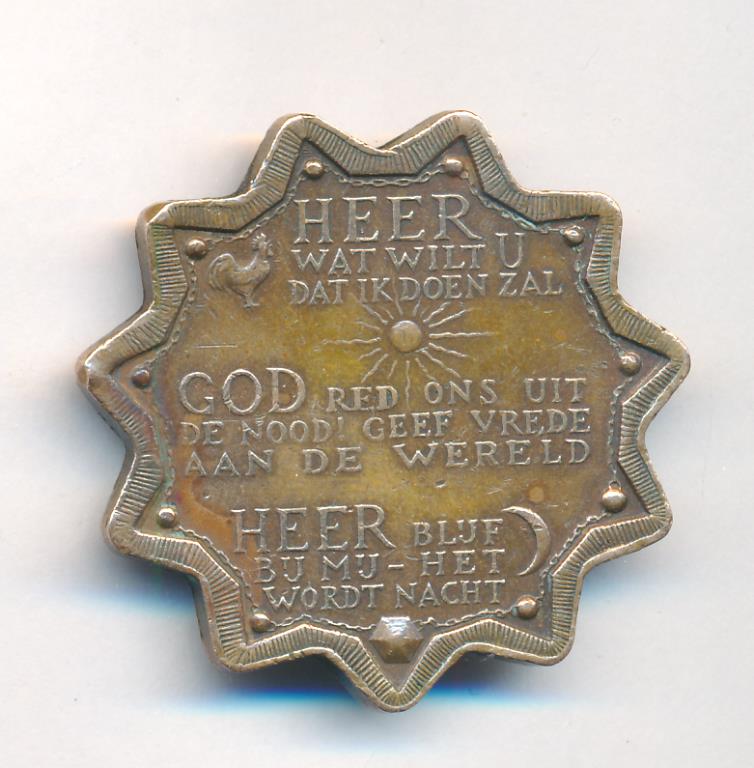 HEER
WAT WILT U
DAT IK DOEN ZAL
GOD RED ONS UIT
DE NOOD! GEEF VREDE
AAN DE WERELD
HEER BLIJF
BIJ MIJ - HET
WORDT NACHT